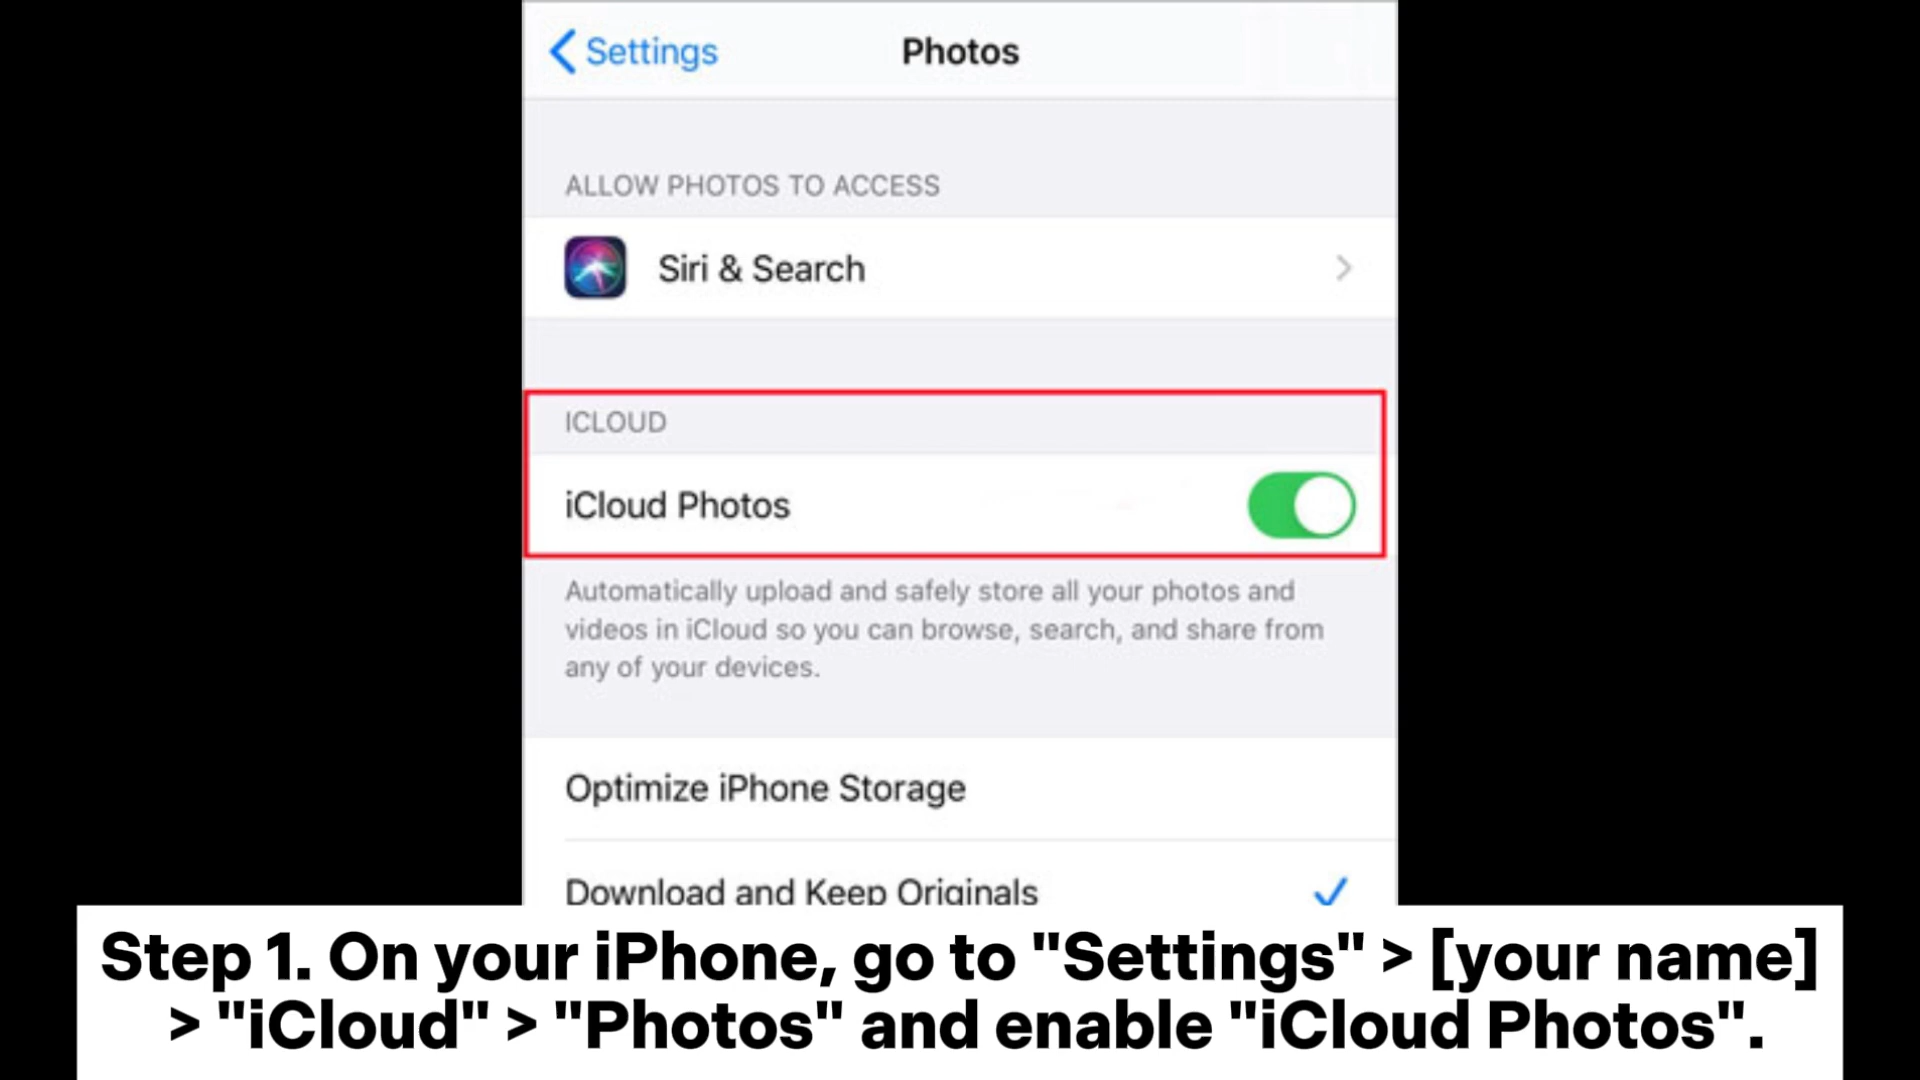 Settings
Photos
ALLOW PHOTOS TO ACCESS
Siri & Search
ICLOUD
iCloud Photos
Automatically upload and safely store all your photos and
videos in iCloud so you can browse, search, and share from
any of your devices.
Optimize iPhone Storage
Download and Keep Originals
Step 1. On your iPhone, go to "Settings" > [your name]
> "iCloud" > "Photos" and enable "iCloud Photos".